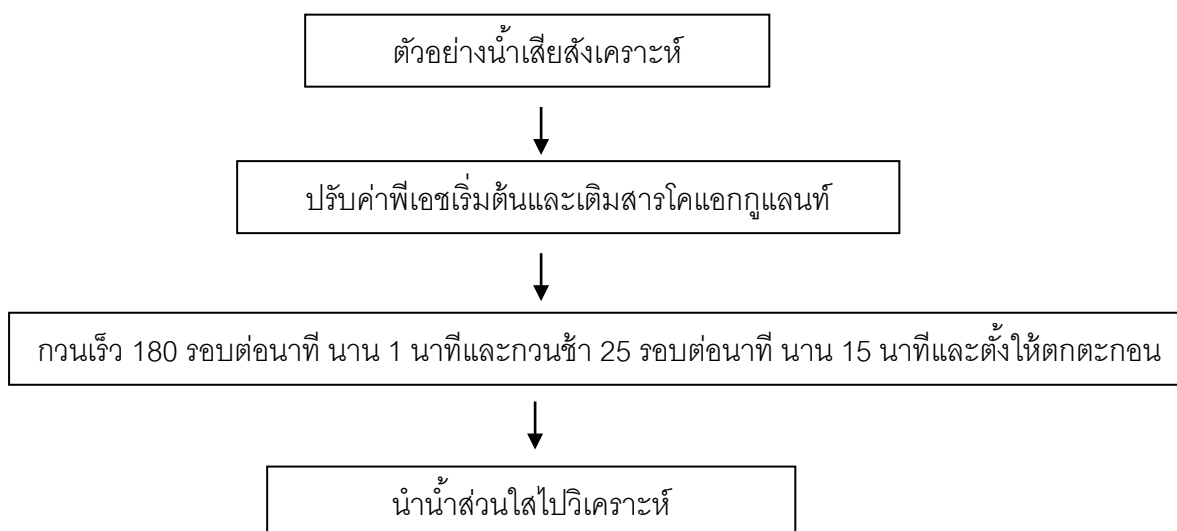 ตัวอย่างน้ำเสียสังเคราะห์
ปรับค่าพีเอชเริ่มต้นและเติมสารโคแอกกูแลนท์
กวนเร็ว 180 รอบต่อนาที นาน 1 นาทีและกวนช้า 25 รอบต่อนาที นาน 15 นาทีและตั้งให้ตกตะกอน
นำน้ำส่วนใสไปวิเคราะห์